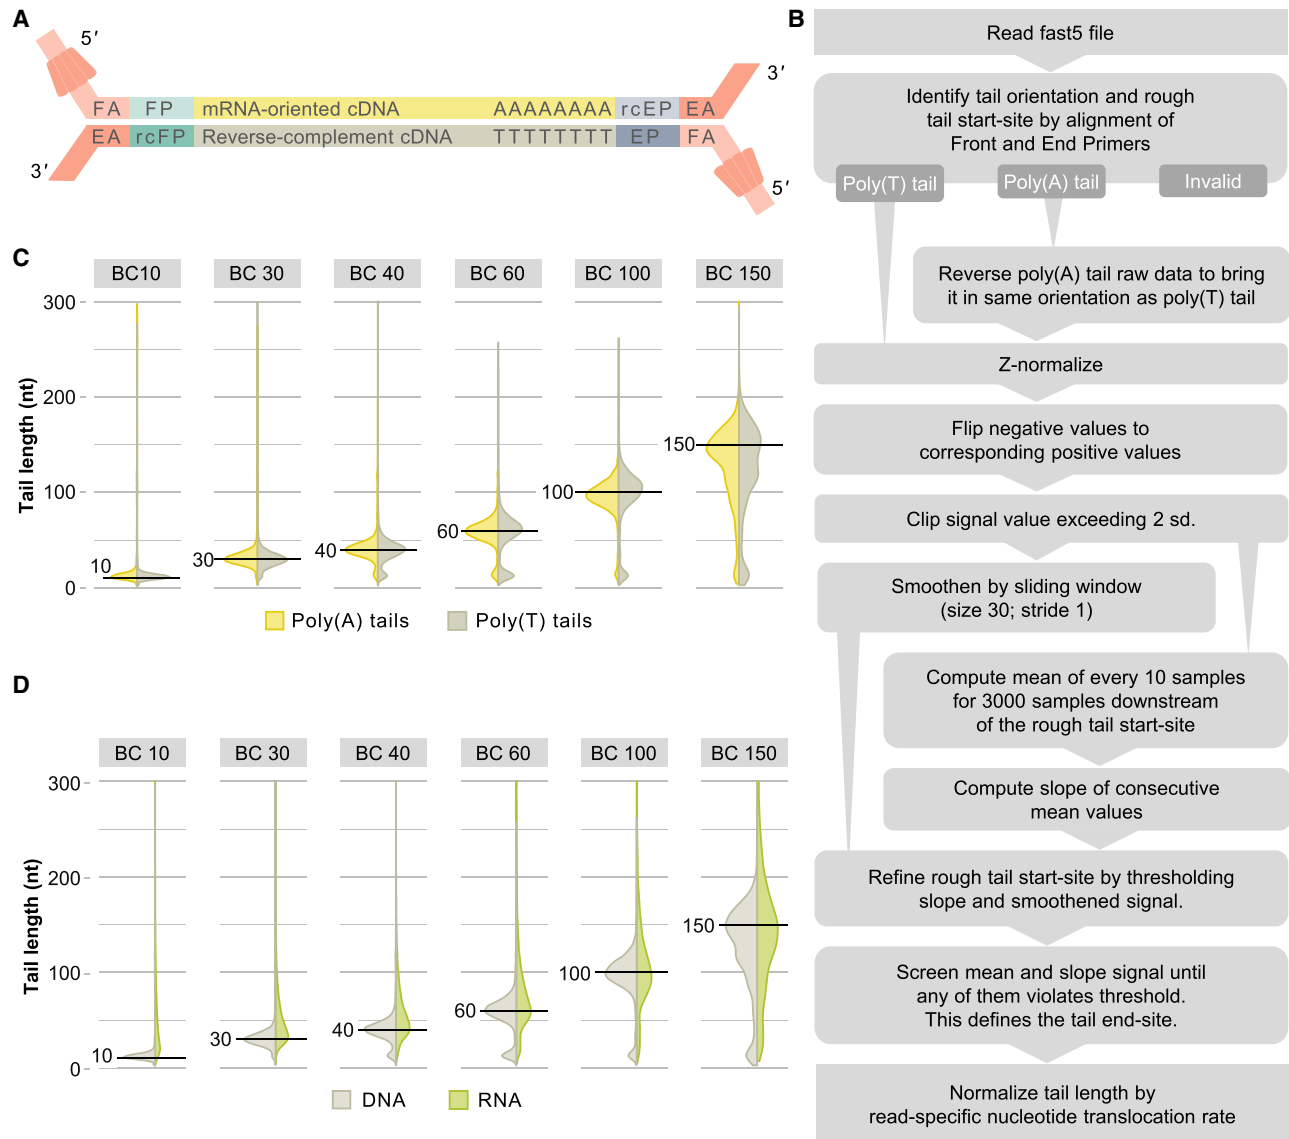 A
5′
3′
FA FP mRNA-oriented cDNA AAAAAAAA rcEP EA
EA rcFP Reverse-complement cDNA TTTTTTTT EP FA
3′
5′
B
Read fast5 file
Identify tail orientation and rough
tail start-site by alignment of
Front and End Primers
Poly(T) tail Poly(A) tail Invalid
Reverse poly(A) tail raw data to bring
it in same orientation as poly(T) tail
Z-normalize
Flip negative values to
corresponding positive values
Clip signal value exceeding 2 sd.
Smoothen by sliding window
(size 30; stride 1)
Compute mean of every 10 samples
for 3000 samples downstream
of the rough tail start-site
Compute slope of consecutive
mean values
Refine rough tail start-site by thresholding
slope and smoothened signal.
Screen mean and slope signal until
any of them violates threshold.
This defines the tail end-site.
Normalize tail length by
read-specific nucleotide translocation rate
C
BC10 BC 30 BC 40 BC 60 BC 100 BC 150
Tail length (nt)
300
200
100
0
10
30
40
60
100
150
Poly(A) tails Poly(T) tails
D
BC 10 BC 30 BC 40 BC 60 BC 100 BC 150
Tail length (nt)
300
200
100
0
10
30
40
60
100
150
DNA RNA